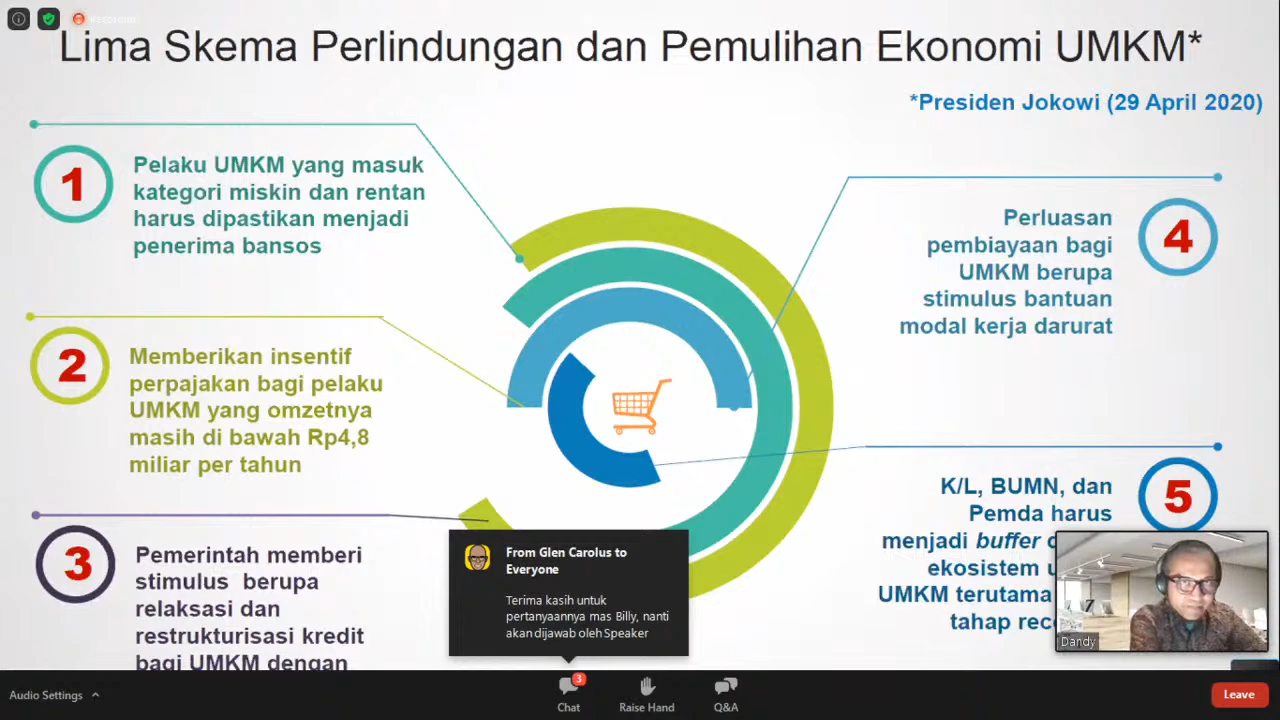 Lima Skema Perlindungan dan Pemulihan Ekonomi UMKM*
*Presiden Jokowi (29 April 2020)
1
Pelaku UMKM yang masuk
kategori miskin dan rentan
harus dipastikan menjadi
penerima bansos
2
Memberikan insentif
perpajakan bagi pelaku
UMKM yang omzetnya
masih di bawah Rp4,8
miliar per tahun
3
Pemerintah memberi
stimulus berupa
relaksasi dan
restrukturisasi kredit
bagi UMKM dengan
4
Perluasan
pembiayaan bagi
UMKM berupa
stimulus bantuan
modal kerja darurat
5
K/L, BUMN, dan
Pemda harus
menjadi buffer
ekosistem
UMKM terutama
tahap
Dandy
From Glen Carolus to
Everyone
Terima kasih untuk
pertanyaannya mas Billy, nanti
akan dijawab oleh Speaker
Audio Settings
3
Chat
Raise Hand
Q&A
Leave